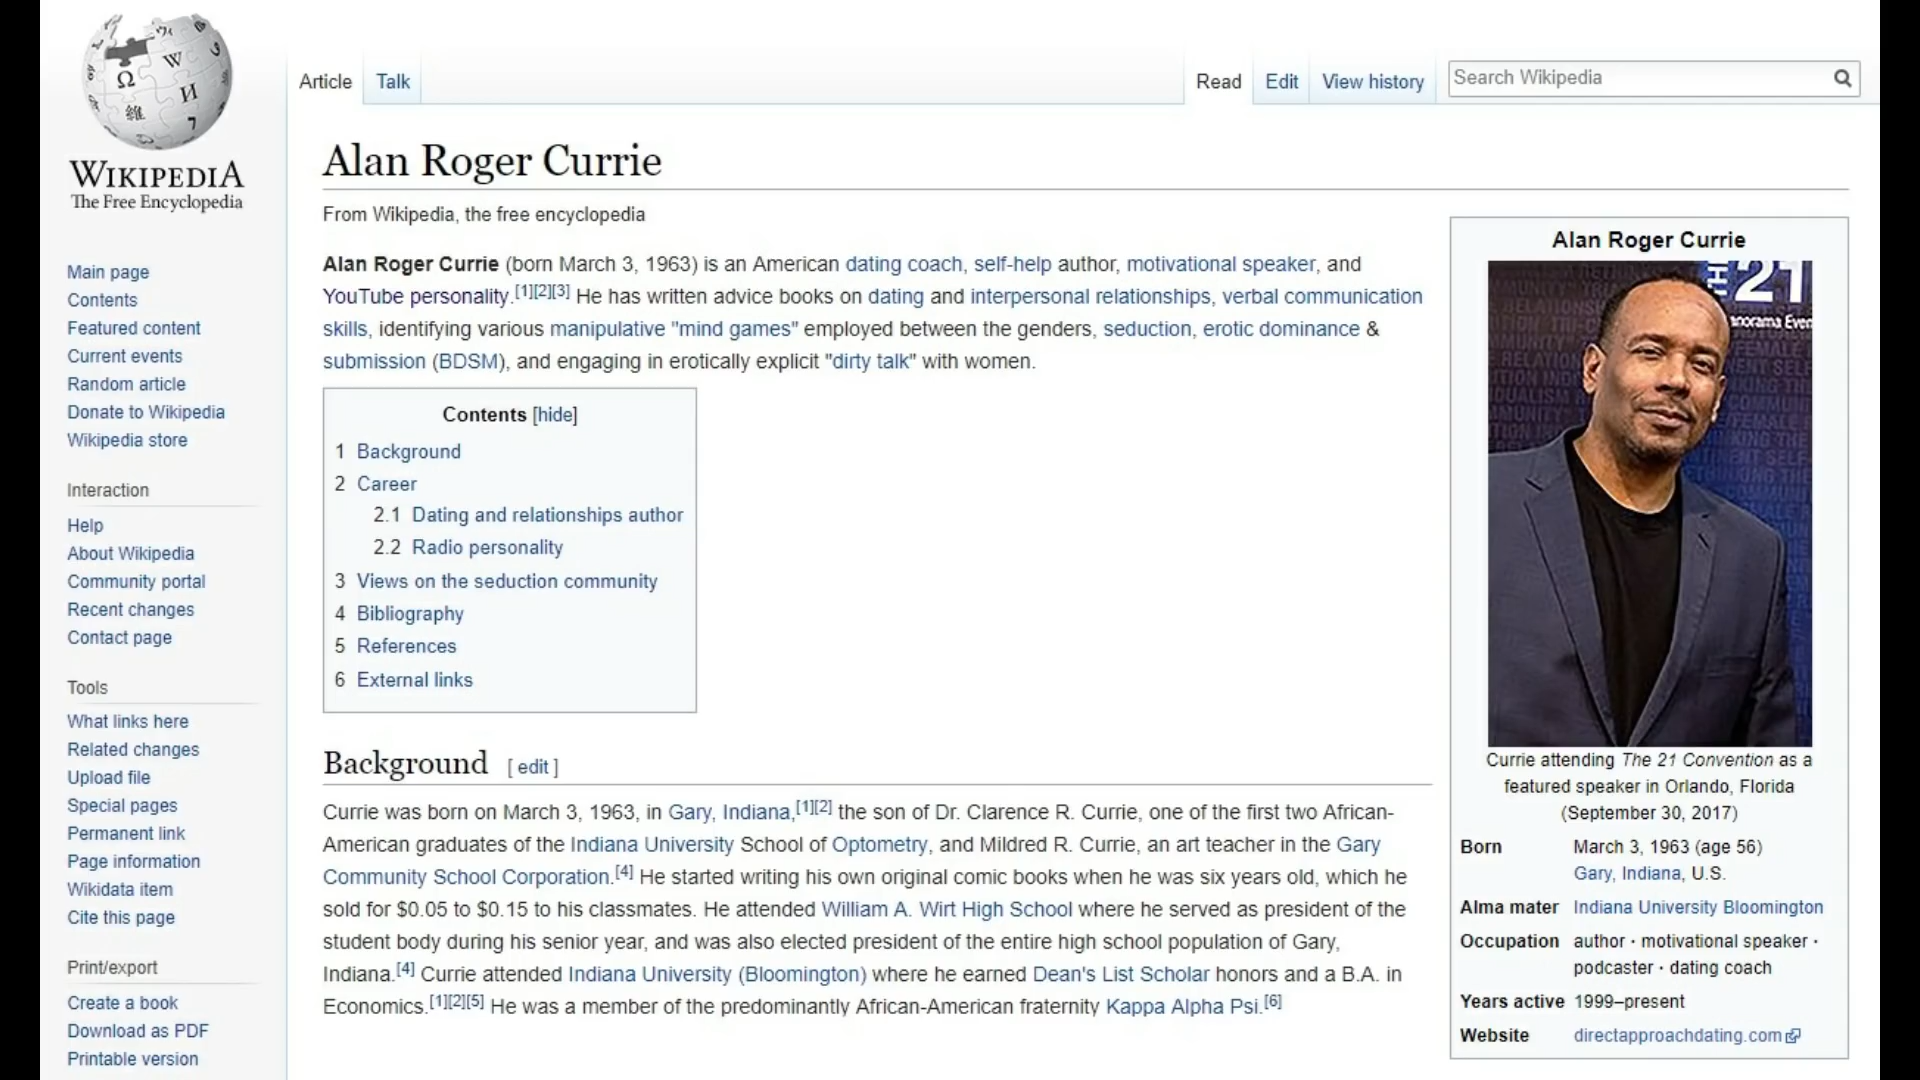 WIKIPEDIA
The Free Encyclopedia
Main page
Contents
Featured content
Current events
Random article
Donate to Wikipedia
Wikipedia store
Interaction
Help
About Wikipedia
Community portal
Recent changes
Contact page
Tools
What links here
Related changes
Upload file
Special pages
Permanent link
Page information
Wikidata item
Cite this page
Print/export
Create a book
Download as PDF
Printable version
Article Talk
Read Edit View history Search Wikipedia
Alan Roger Currie
From Wikipedia, the free encyclopedia
Alan Roger Currie (born March 3, 1963) is an American dating coach, self-help author, motivational speaker, and
YouTube personality.[1][2][3] He has written advice books on dating and interpersonal relationships, verbal communication
skills, identifying various manipulative "mind games" employed between the genders, seduction, erotic dominance &
submission (BDSM), and engaging in erotically explicit "dirty talk" with women.
Contents [hide]
1 Background
2 Career
2.1 Dating and relationships author
2.2 Radio personality
3 Views on the seduction community
4 Bibliography
5 References
6 External links
Background [ edit ]
Currie was born on March 3, 1963, in Gary, Indiana,[1][2] the son of Dr. Clarence R. Currie, one of the first two African-
American graduates of the Indiana University School of Optometry, and Mildred R. Currie, an art teacher in the Gary
Community School Corporation.[4] He started writing his own original comic books when he was six years old, which he
sold for $0.05 to $0.15 to his classmates. He attended William A. Wirt High School where he served as president of the
student body during his senior year, and was also elected president of the entire high school population of Gary,
Indiana.[4] Currie attended Indiana University (Bloomington) where he earned Dean's List Scholar honors and a B.A. in
Economics.[1][2][5] He was a member of the predominantly African-American fraternity Kappa Alpha Psi.[6]
Alan Roger Currie
21
Currie attending The 21 Convention as a
featured speaker in Orlando, Florida
(September 30, 2017)
Born March 3, 1963 (age 56)
Gary, Indiana, U.S.
Alma mater Indiana University Bloomington
Occupation author · motivational speaker ·
podcaster · dating coach
Years active 1999–present
Website directapproachdating.com